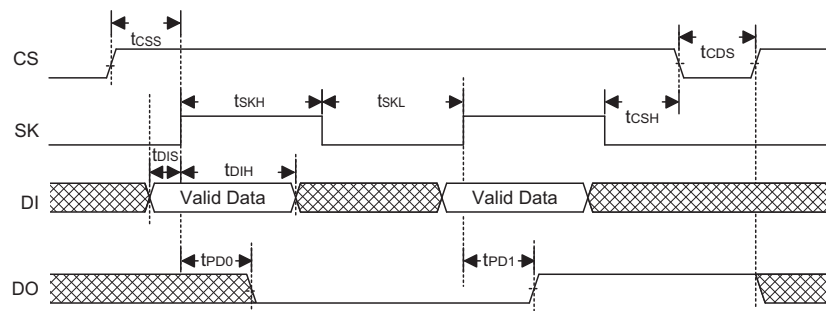 tCSS
CS
tCDS
tSKH
tSKL
tCSH
SK
tDIS
tDIH
DI
Valid Data
Valid Data
tPD0
tPD1
DO